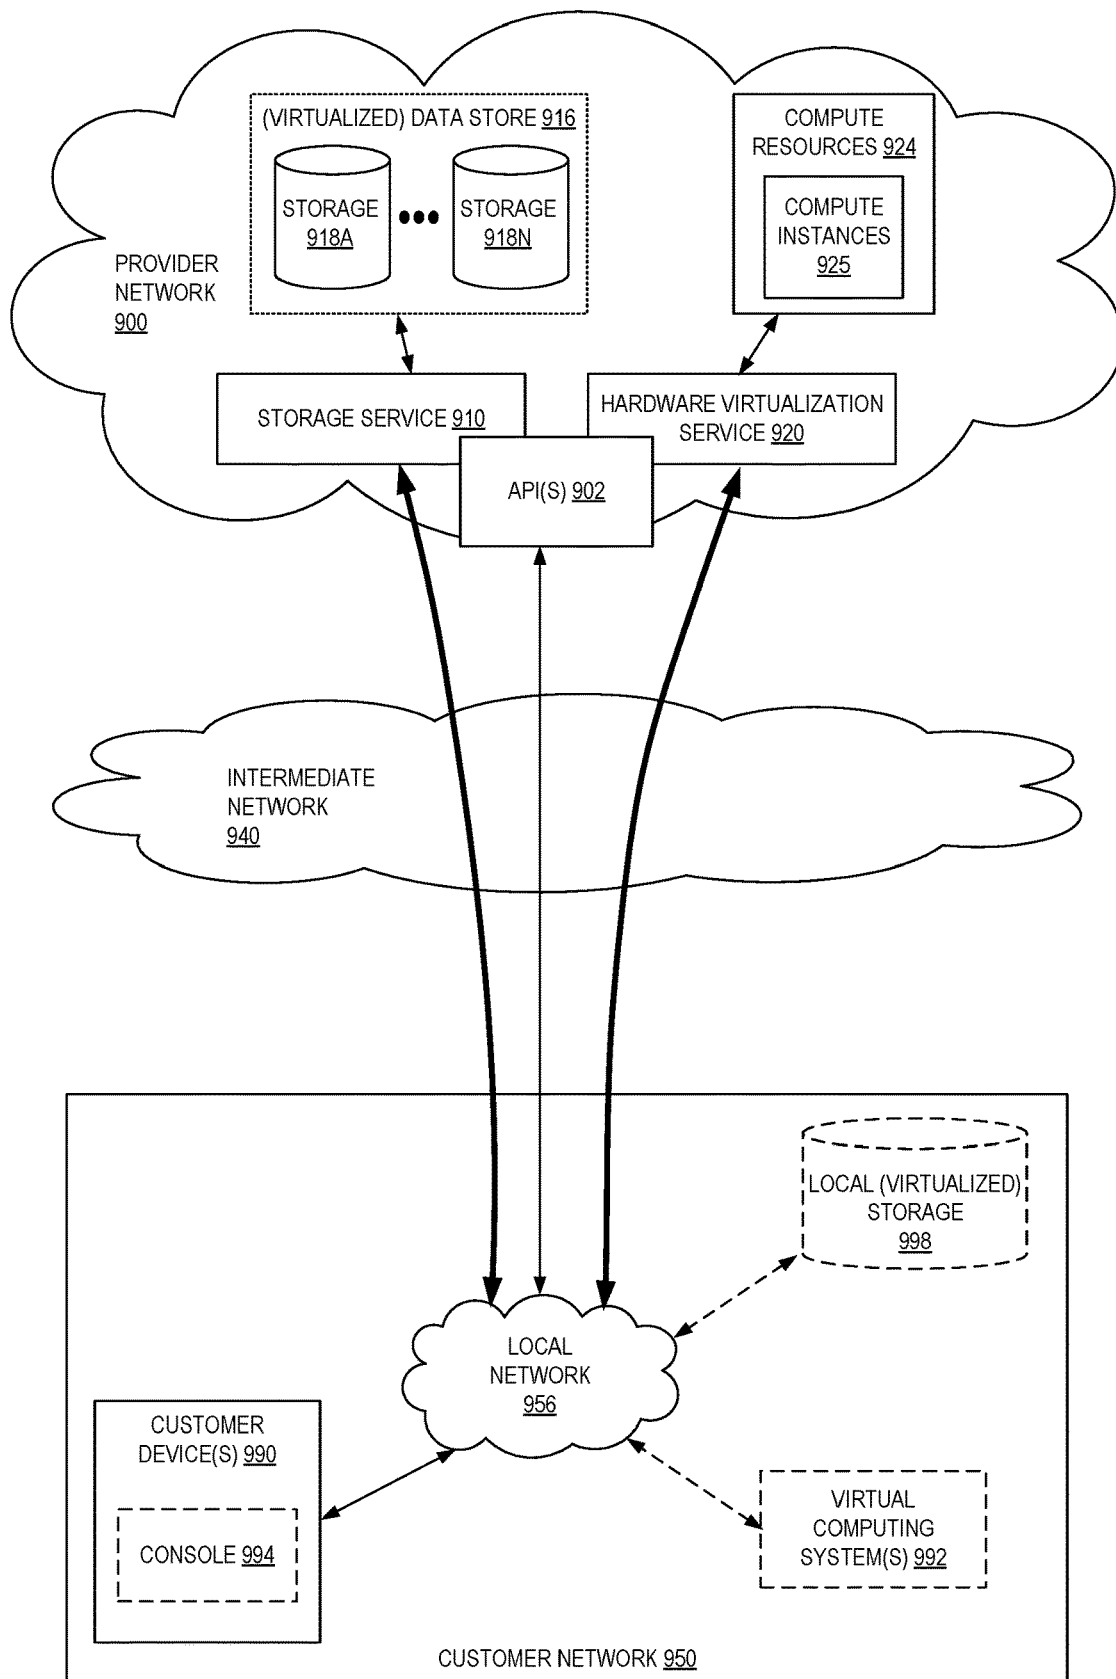 (VIRTUALIZED) DATA STORE 916
STORAGE
918A
STORAGE
918N
COMPUTE
RESOURCES 924
COMPUTE
INSTANCES
925
PROVIDER
NETWORK
900
STORAGE SERVICE 910
HARDWARE VIRTUALIZATION
SERVICE 920
API(S) 902
INTERMEDIATE
NETWORK
940
LOCAL (VIRTUALIZED)
STORAGE
998
LOCAL
NETWORK
956
CUSTOMER
DEVICE(S) 990
CONSOLE 994
VIRTUAL
COMPUTING
SYSTEM(S) 992
CUSTOMER NETWORK 950